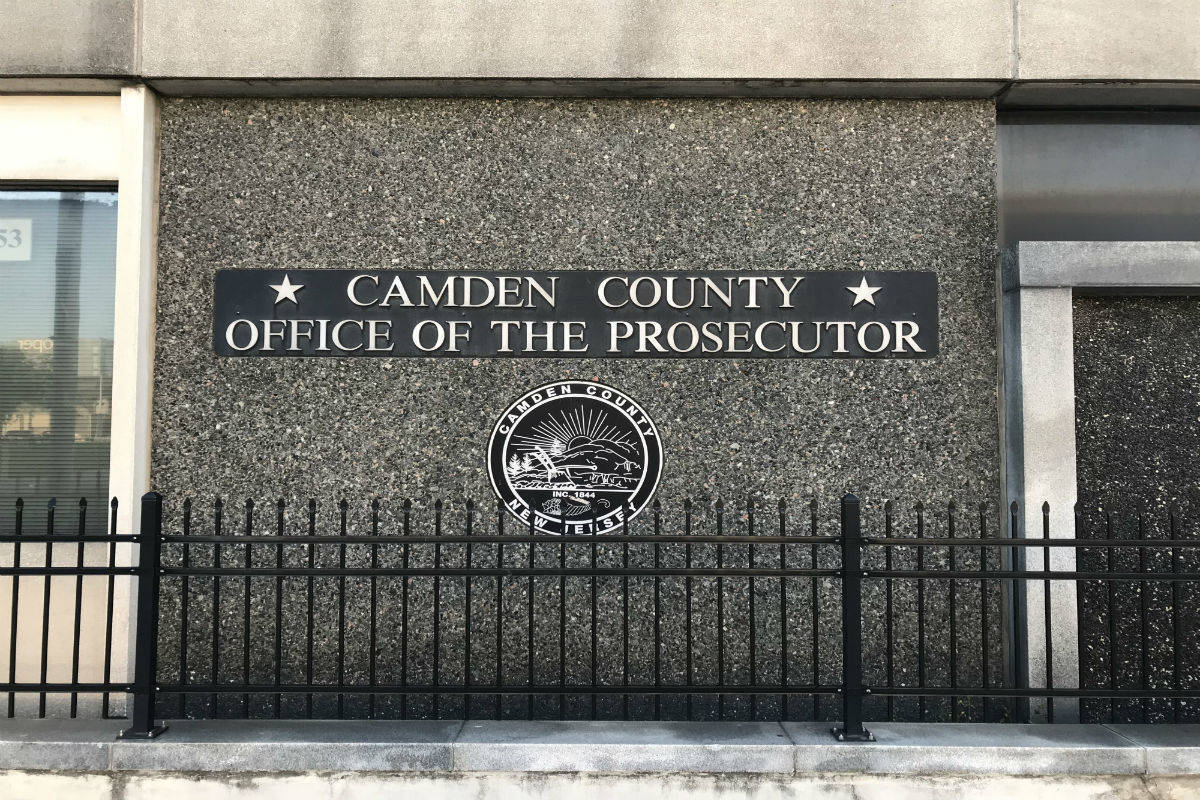 53
CAMDEN COUNTY
OFFICE OF THE PROSECUTOR
CAMDEN COUNTY
INC. 1844
NEW JERSEY